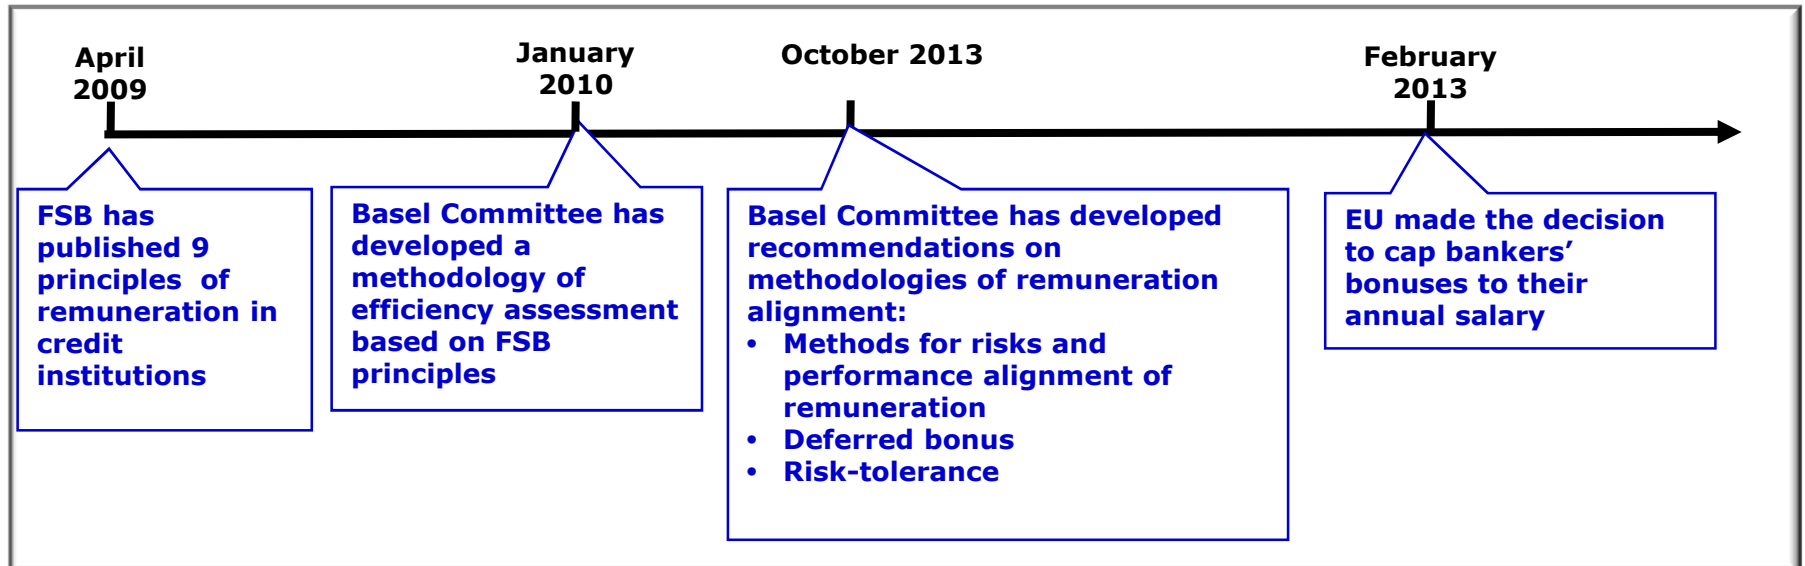 April
2009
January
2010
October 2013
February
2013
FSB has
published 9
principles of
remuneration in
credit
institutions
Basel Committee has
developed a
methodology of
efficiency assessment
based on FSB
principles
Basel Committee has developed
recommendations on
methodologies of remuneration
alignment:
• Methods for risks and
performance alignment of
remuneration
• Deferred bonus
• Risk-tolerance
EU made the decision
to cap bankers’
bonuses to their
annual salary